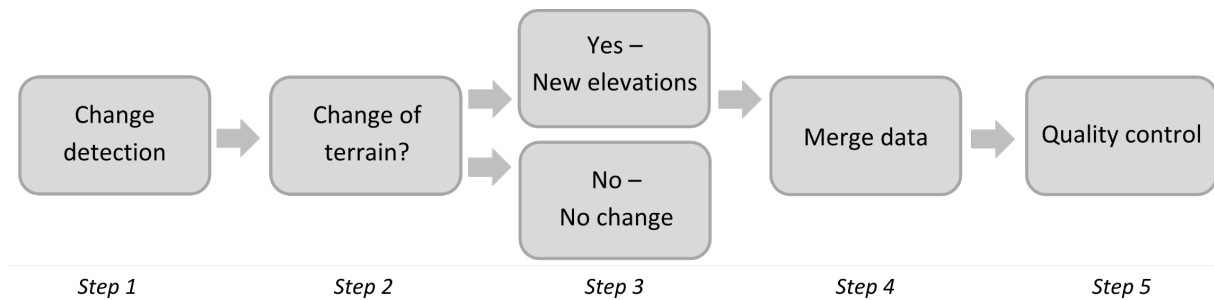 Change
detection
Change of
terrain?
Yes –
New elevations
No –
No change
Merge data
Quality control
Step 1
Step 2
Step 3
Step 4
Step 5